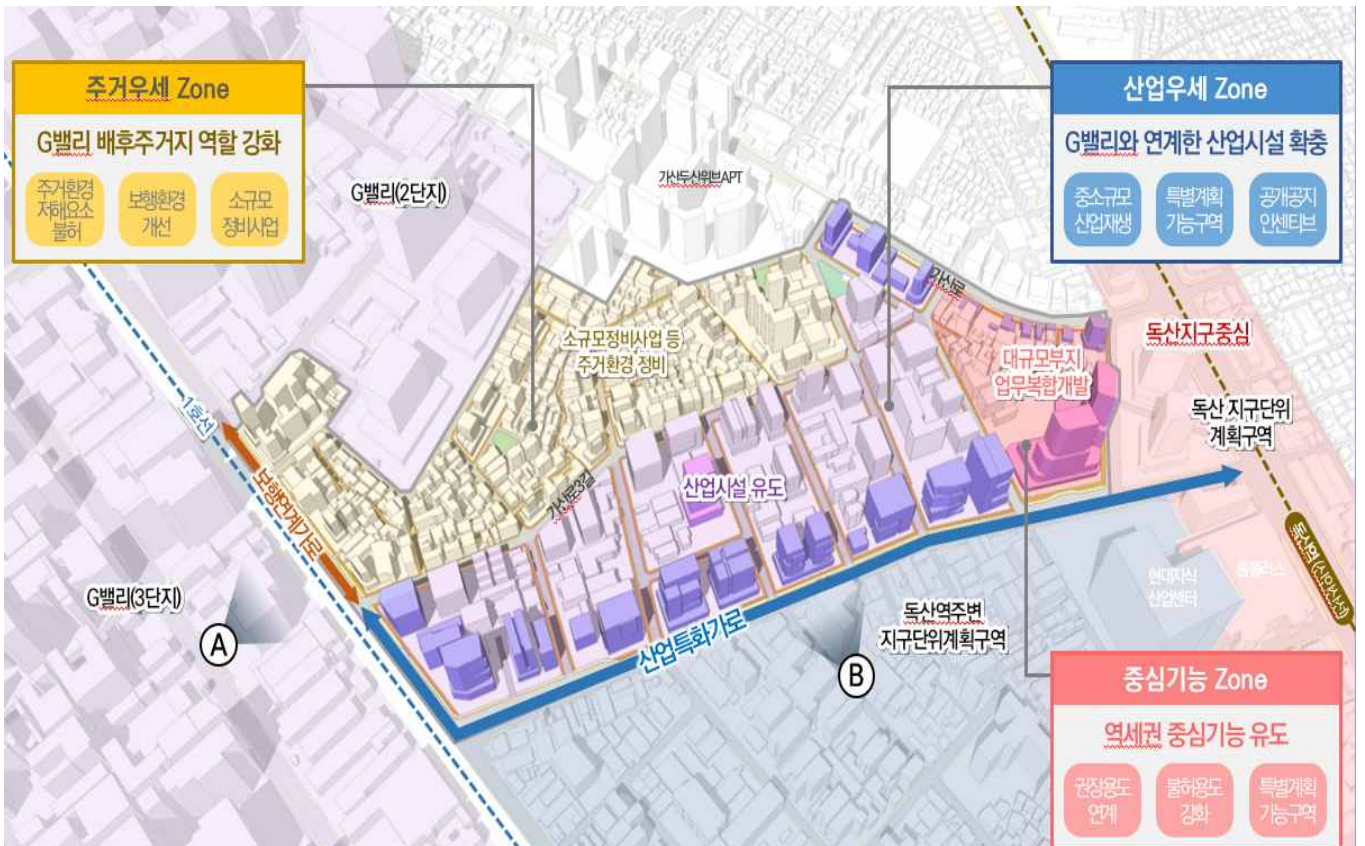 주거우세 Zone
G밸리 배후주거지 역할 강화
주거환경
저해요소
불허
보행환경
개선
소규모
정비사업
G밸리(2단지)
가산두산위브APT
산업우세 Zone
G밸리와 연계한 산업시설 확충
중소규모
산업재생
특별계획
가능구역
공개공지
인센티브
가산로
소규모정비사업 등
주거환경 정비
대규모부지
업무복합개발
독산지구중심
독산 지구단위
계획구역
1호선
보행연계가로
가산로3길
산업시설 유도
G밸리(3단지)
A
산업특화가로
독산역주변
지구단위계획구역
B
현대지식
산업센터
홈플러스
중심기능 Zone
역세권 중심기능 유도
권장용도
연계
불허용도
강화
특별계획
가능구역